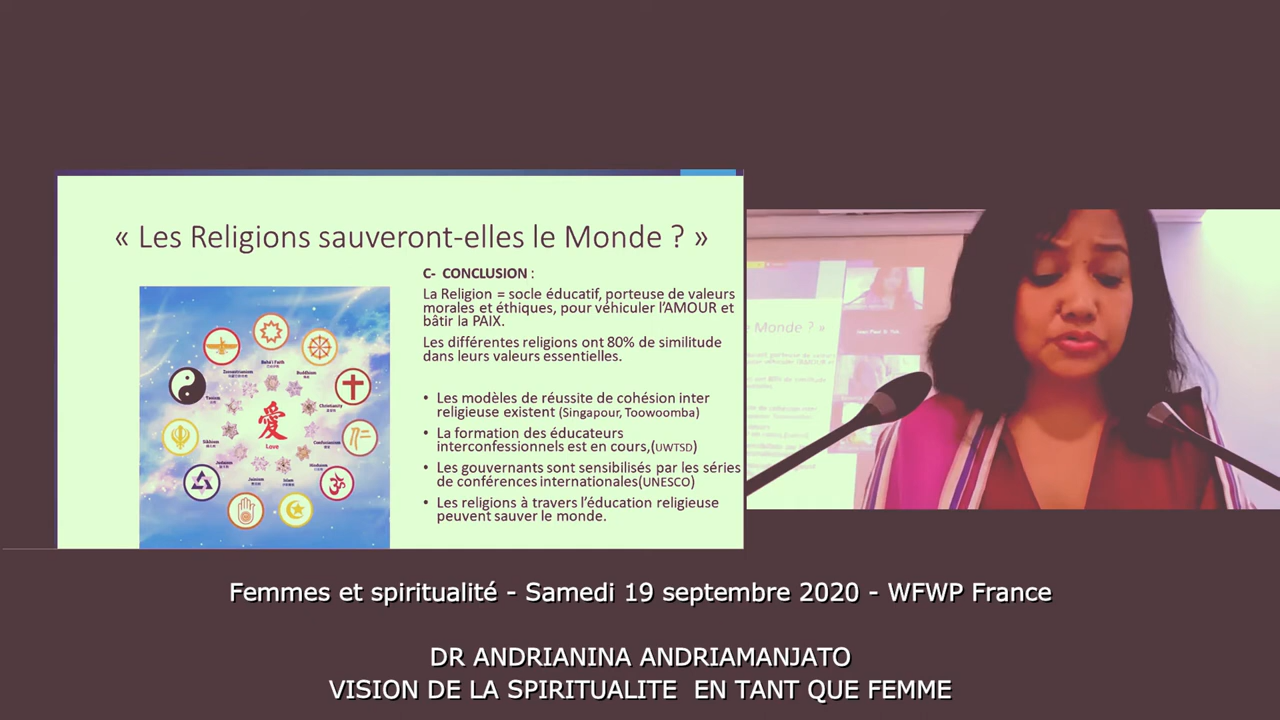 « Les Religions sauveront-elles le Monde ? »
C- CONCLUSION :
La Religion = socle éducatif, porteuse de valeurs
morales et éthiques, pour véhiculer l'AMOUR et
bâtir la PAIX.
Les différentes religions ont 80% de similitude
dans leurs valeurs essentielles.
• Les modèles de réussite de cohésion inter
religieuse existent (Singapour, Toowoomba)
• La formation des éducateurs
interconfessionnels est en cours,(UWTSD)
• Les gouvernants sont sensibilisés par les séries
de conférences internationales(UNESCO)
• Les religions à travers l'éducation religieuse
peuvent sauver le monde.
Bahá'í Faith
Zoroastrianism
Buddhism
Taoism
Christianity
愛
Love
Sikhism
Confucianism
Judaism
Hinduism
Jainism
Islam
e Monde ? »
Femmes et spiritualité - Samedi 19 septembre 2020 - WFWP France
DR ANDRIANINA ANDRIAMANJATO
VISION DE LA SPIRITUALITE EN TANT QUE FEMME